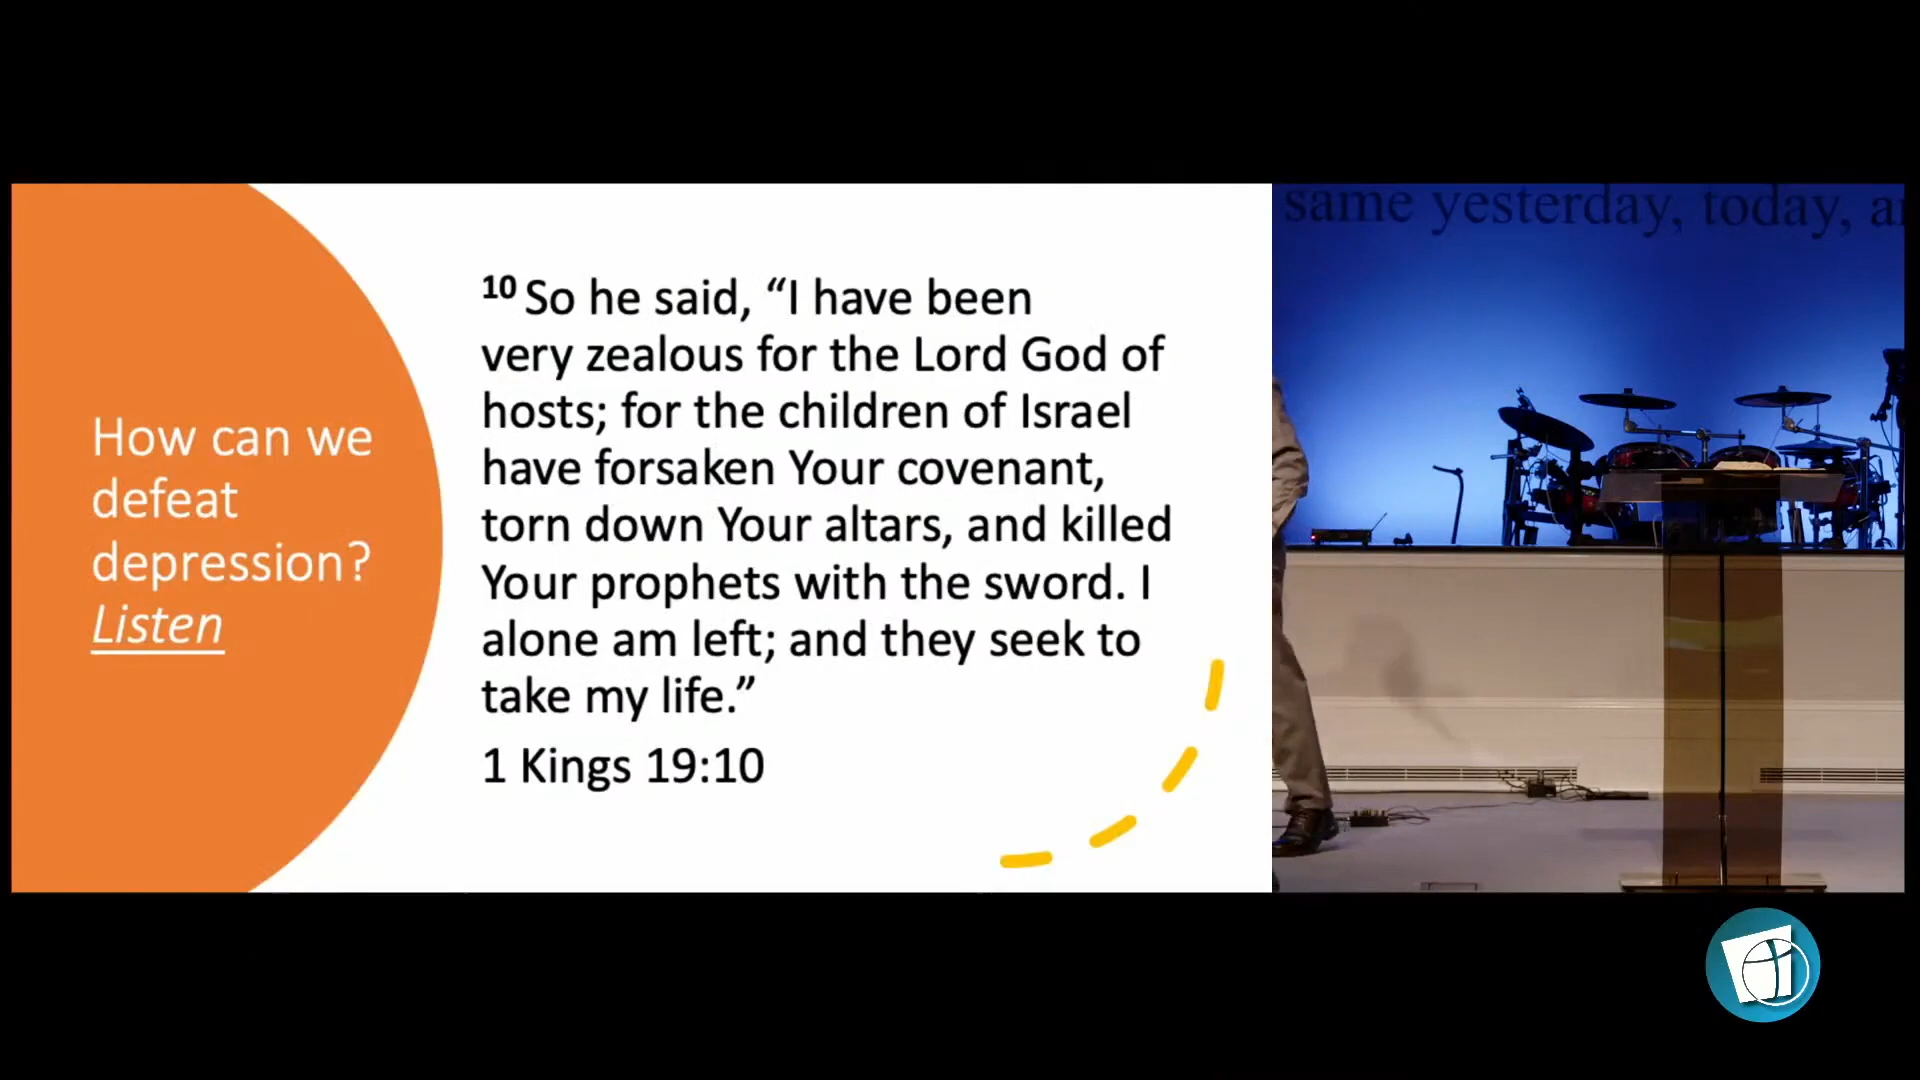 How can we
defeat
depression?
Listen
10 So he said, “I have been
very zealous for the Lord God of
hosts; for the children of Israel
have forsaken Your covenant,
torn down Your altars, and killed
Your prophets with the sword. I
alone am left; and they seek to
take my life.”
1 Kings 19:10
same yesterday, today,